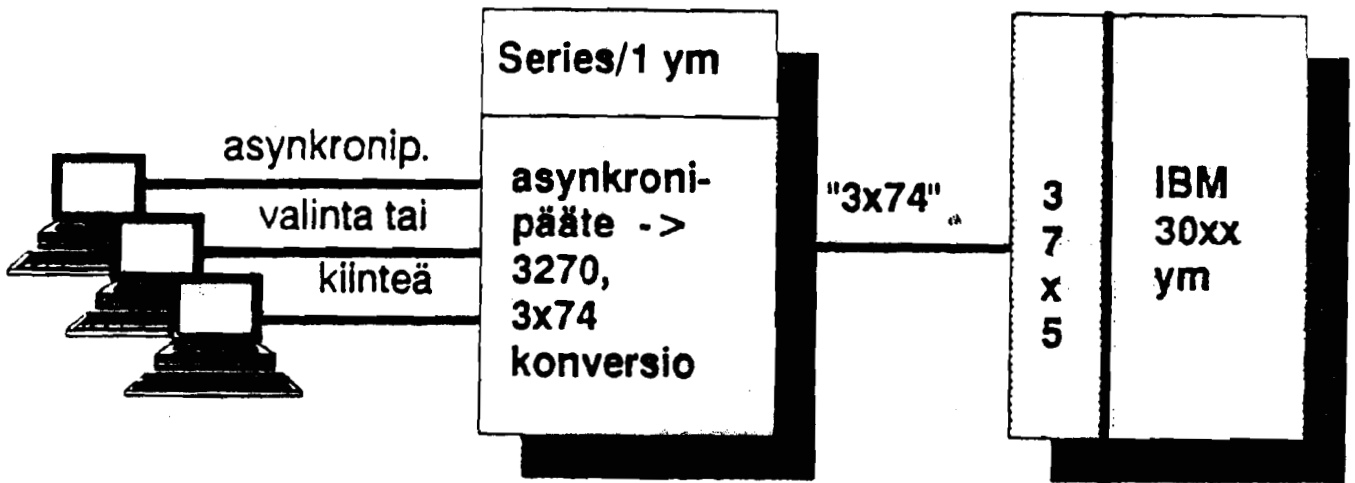 Series/1 ym
asynkronip.
valinta tai
kiinteä
asynkroni-
pääte ->
3270,
3x74
konversio
"3x74"
3
7
x
5
IBM
30xx
ym